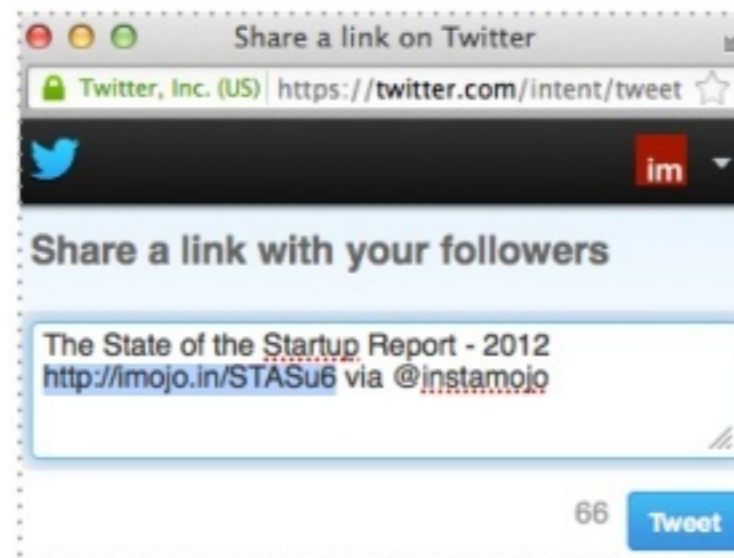 Share a link on Twitter
Twitter, Inc. (US) https://twitter.com/intent/tweet
im
Share a link with your followers
The State of the Startup Report - 2012
http://imojo.in/STASu6 via @instamojo
66 Tweet